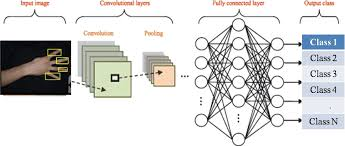 Input image
Convolutional layers
Fully connected layer
Output class
Convolution
Pooling
Class 1
Class 2
Class 3
Class 4
.
Class N